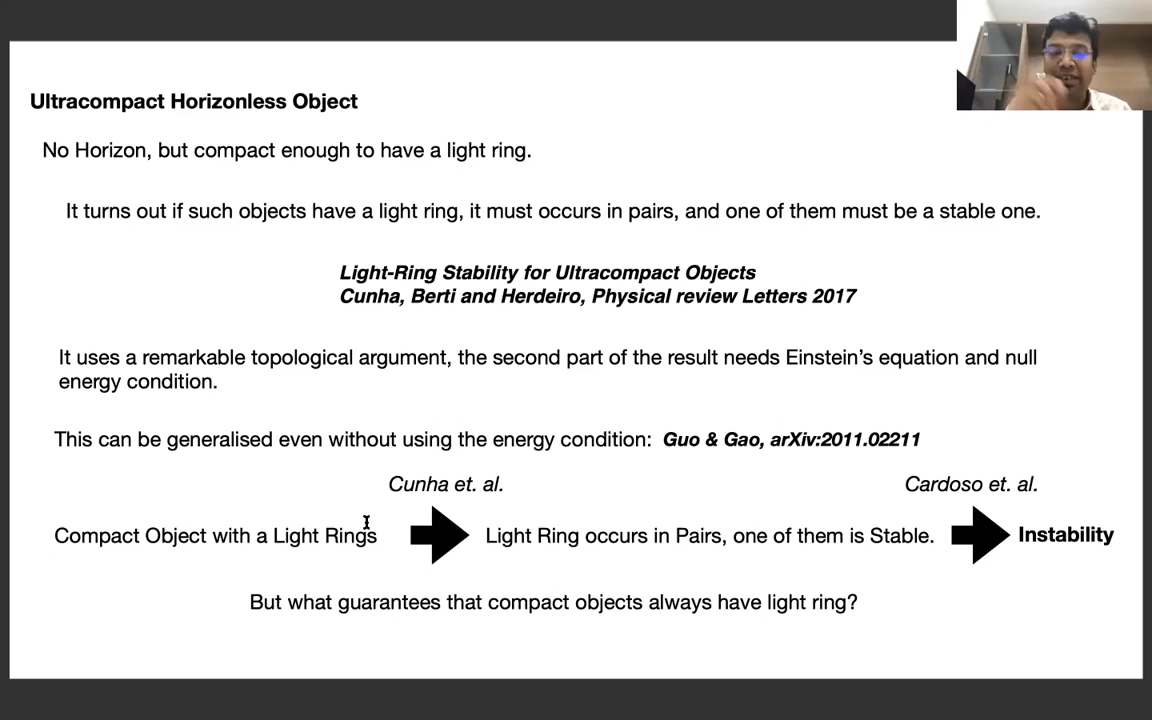 Ultracompact Horizonless Object
No Horizon, but compact enough to have a light ring.
It turns out if such objects have a light ring, it must occurs in pairs, and one of them must be a stable one.
Light-Ring Stability for Ultracompact Objects
Cunha, Berti and Herdeiro, Physical review Letters 2017
It uses a remarkable topological argument, the second part of the result needs Einstein's equation and null
energy condition.
This can be generalised even without using the energy condition: Guo & Gao, arXiv:2011.02211
Cunha et. al. Cardoso et. al.
Compact Object with a Light Rings Light Ring occurs in Pairs, one of them is Stable. Instability
But what guarantees that compact objects always have light ring?